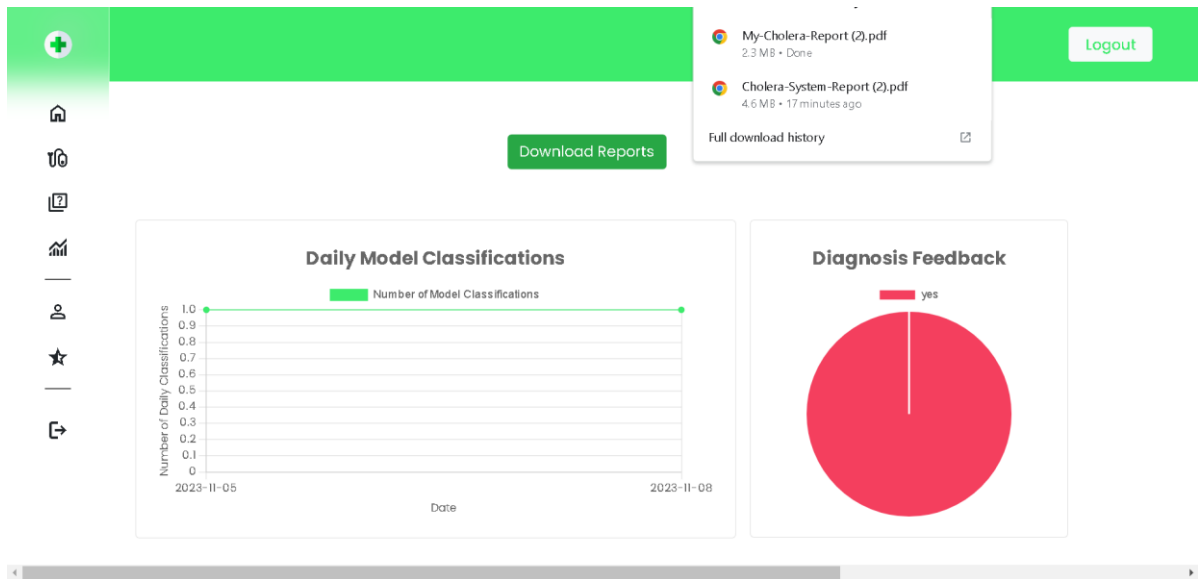 My-Cholera-Report (2).pdf
2.3 MB • Done
Logout
Cholera-System-Report (2).pdf
4.6 MB • 17 minutes ago
Full download history
Download Reports
Daily Model Classifications
Number of Model Classifications
Number of Daily Classifications
1.0
0.9
0.8
0.7
0.6
0.5
0.4
0.3
0.2
0.1
0
2023-11-05
2023-11-08
Date
Diagnosis Feedback
yes